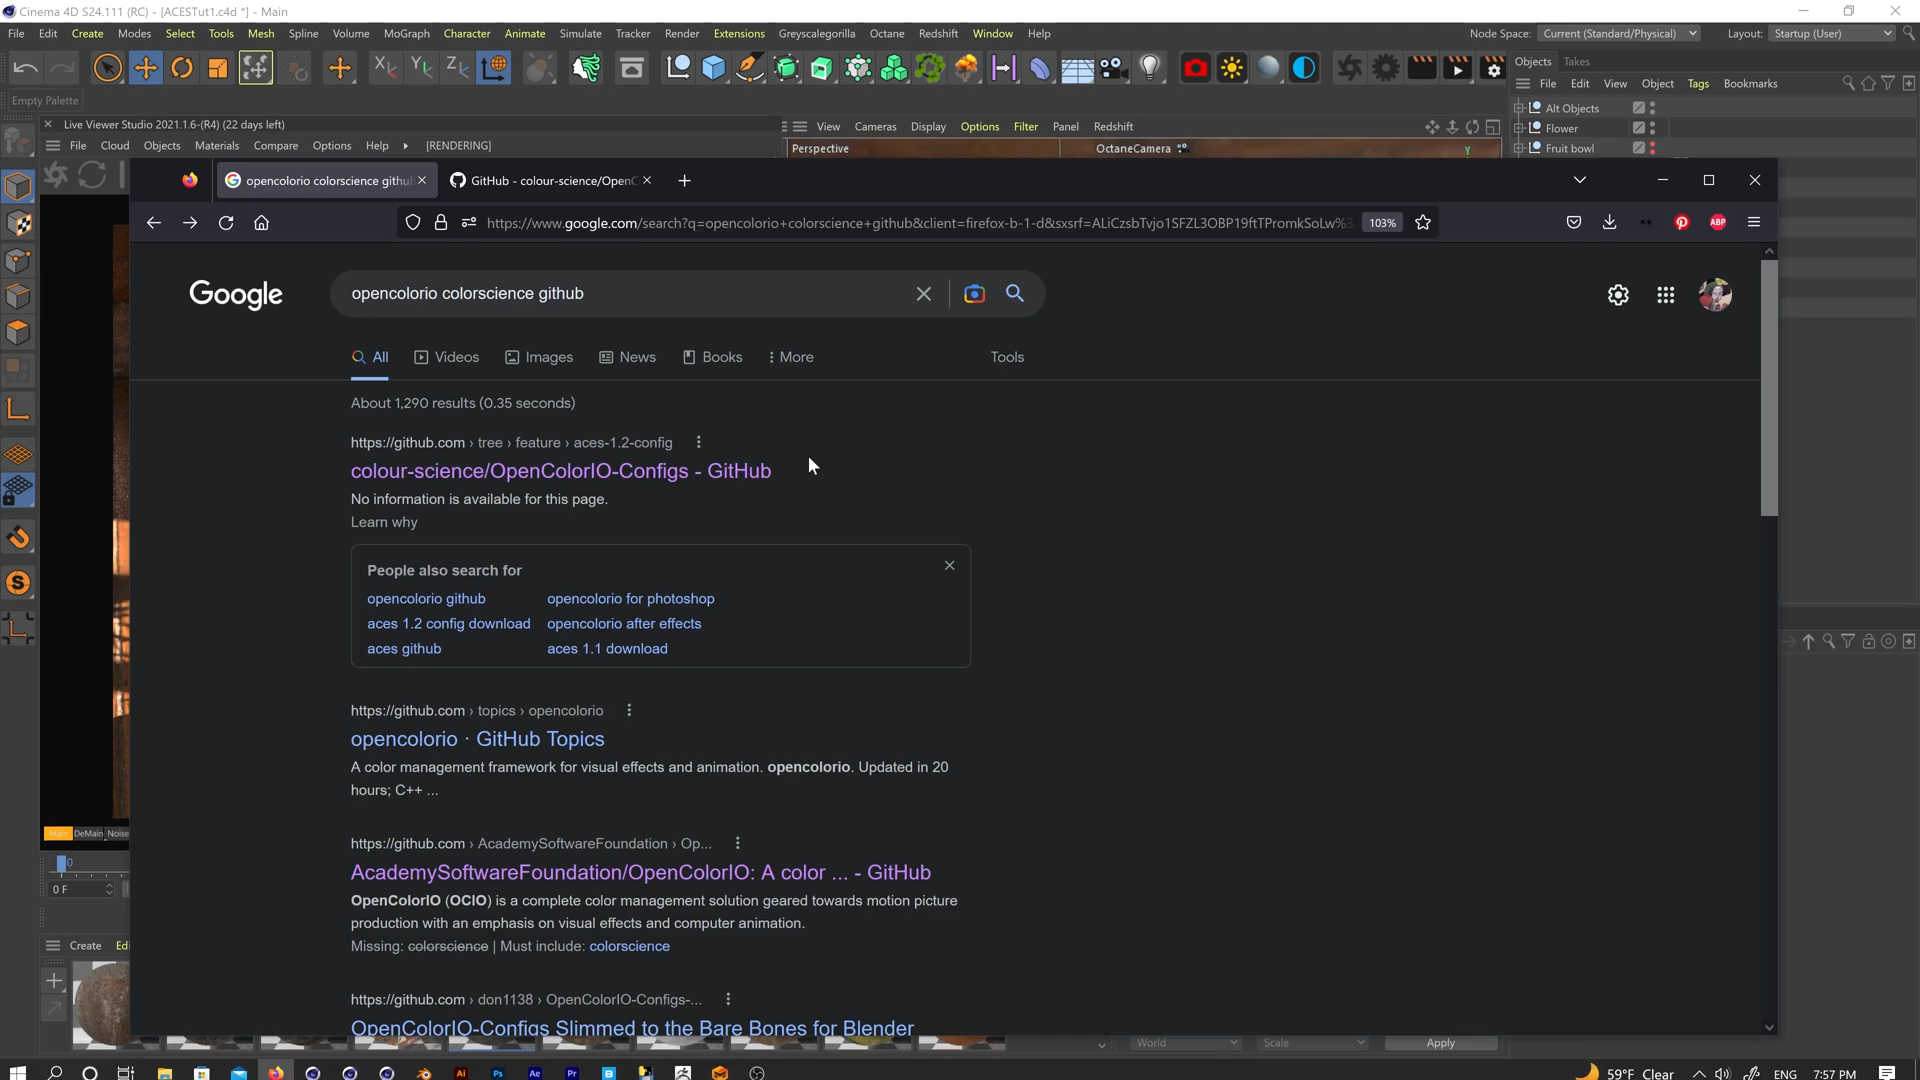 Cinema 4D S24.111 (RC) - [ACESTut1.c4d *] - Main
File Edit Create Modes Select Tools Mesh Spline Volume MoGraph Character Animate Simulate Tracker Render Extensions Greyscalegorilla Octane Redshift Window Help
Node Space: Current (Standard/Physical) Layout: Startup (User)
Objects Takes
Empty Palette
File Edit View Object Tags Bookmarks
Alt Objects
Flower
Fruit bowl
Live Viewer Studio 2021.1.6-(R4) (22 days left)
File Cloud Objects Materials Compare Options Help [RENDERING]
View Cameras Display Options Filter Panel Redshift
Perspective OctaneCamera Y
opencolorio colorscience github
GitHub - colour-science/OpenC
https://www.google.com/search?q=opencolorio+colorscience+github&client=firefox-b-1-d&sxsrf=ALiCzsbTvjo1SFZL3OBP19ftTPromkSoLw%3
103%
ABP
Google
opencolorio colorscience github
All Videos Images News Books More Tools
About 1,290 results (0.35 seconds)
https://github.com › tree › feature › aces-1.2-config
colour-science/OpenColorIO-Configs - GitHub
No information is available for this page.
Learn why
People also search for
opencolorio github opencolorio for photoshop
aces 1.2 config download opencolorio after effects
aces github aces 1.1 download
https://github.com › topics › opencolorio
opencolorio · GitHub Topics
A color management framework for visual effects and animation. opencolorio. Updated in 20
hours; C++ ...
https://github.com › AcademySoftwareFoundation › Op...
AcademySoftwareFoundation/OpenColorIO: A color ... - GitHub
OpenColorIO (OCIO) is a complete color management solution geared towards motion picture
production with an emphasis on visual effects and computer animation.
Missing: colorscience | Must include: colorscience
https://github.com › don1138 › OpenColorIO-Configs-...
OpenColorIO-Configs Slimmed to the Bare Bones for Blender
Main DeMain Noise
0
0 F
Create Ed
World Scale Apply
Ai Ps Ae Pr
59°F Clear ENG 7:57 PM